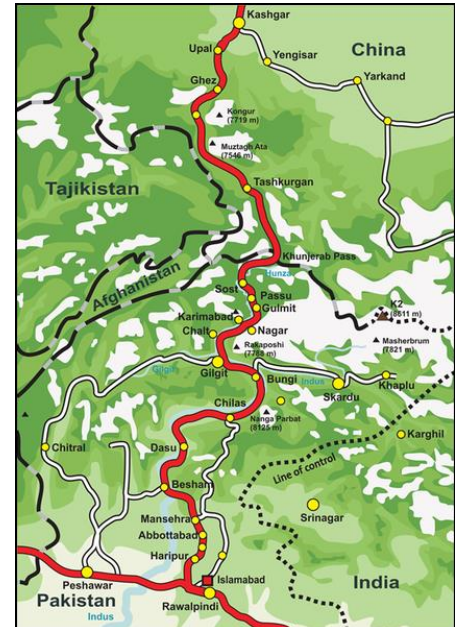 Kashgar
China
Upal
Yengisar
Yarkand
Ghez
Kongur
(7719 m)
Muztagh Ata
(7546 m)
Tajikistan
Tashkurgan
Khunjerab Pass
Afghanistan
Hunza
Sost
Passu
Gulmit
K2
(8611 m)
Karimabad
Chalt
Nagar
Rakaposhi
(7788 m)
Masherbrum
(7821 m)
Gilgit
Gilgit
Bungi
Indus
Skardu
Khaplu
Chilas
Nanga Parbat
(8125 m)
Chitral
Dasu
Karghil
Line of control
Besham
Mansehra
Srinagar
Abbottabad
Haripur
Peshawar
Islamabad
India
Pakistan
Rawalpindi
Indus